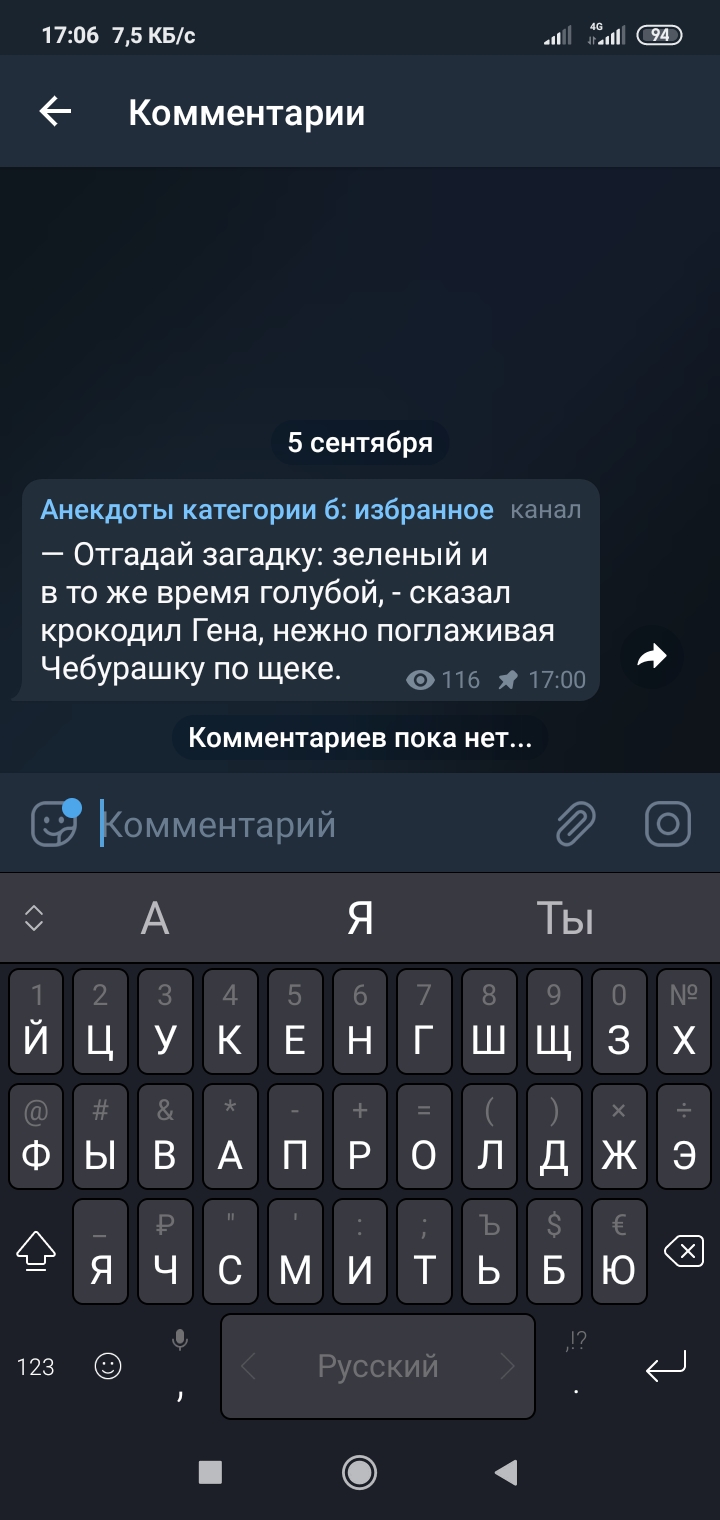 17:06 7,5 КБ/с 4G 94
Комментарии
5 сентября
Анекдоты категории б: избранное канал
— Отгадай загадку: зеленый и
в то же время голубой, - сказал
крокодил Гена, нежно поглаживая
Чебурашку по щеке. 116 17:00
Комментариев пока нет...
Комментарий
А Я Ты
1 2 3 4 5 6 7 8 9 0 №
Й Ц У К Е Н Г Ш Щ З Х
@ # & * - + = ( ) × ÷
Ф Ы В А П Р О Л Д Ж Э
_ ₽ " ' : ; Ъ $ €
Я Ч С М И Т Ь Б Ю
,!?
123 , Русский .